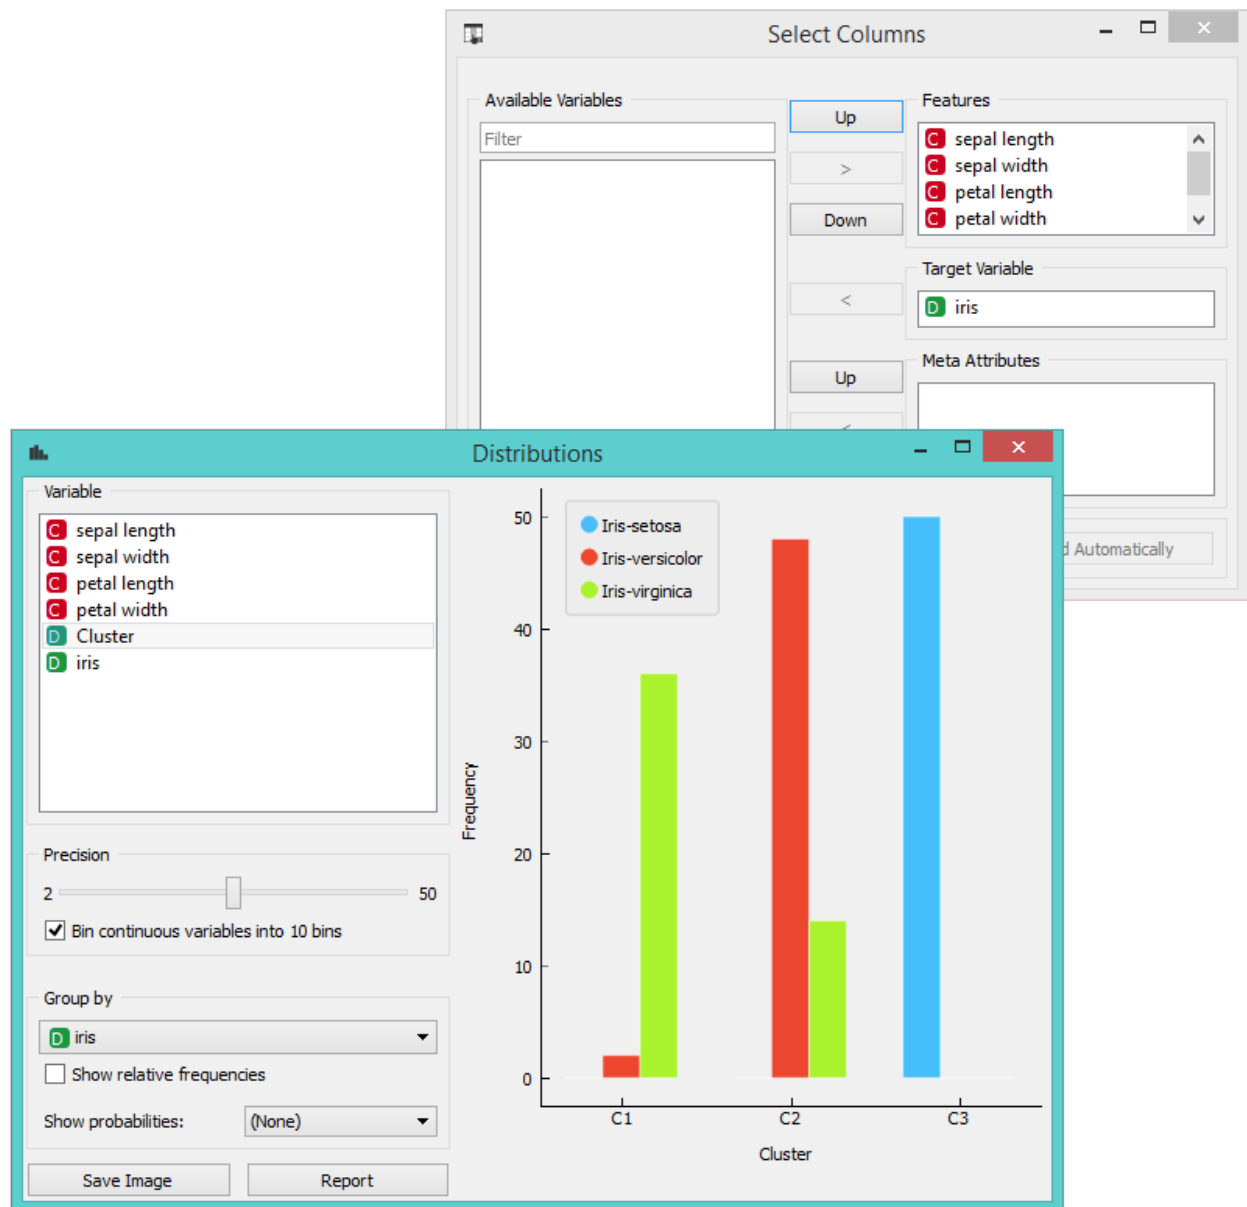 Select Columns
Available Variables
Filter
Up
>
Down
<
Up
<
Features
C sepal length
C sepal width
C petal length
C petal width
Target Variable
D iris
Meta Attributes
d Automatically
Distributions
Variable
C sepal length
C sepal width
C petal length
C petal width
D Cluster
D iris
Precision
2 50
Bin continuous variables into 10 bins
Group by
D iris
Show relative frequencies
Show probabilities: (None)
Save Image Report
Iris-setosa
Iris-versicolor
Iris-virginica
Frequency
50
40
30
20
10
0
C1 C2 C3
Cluster